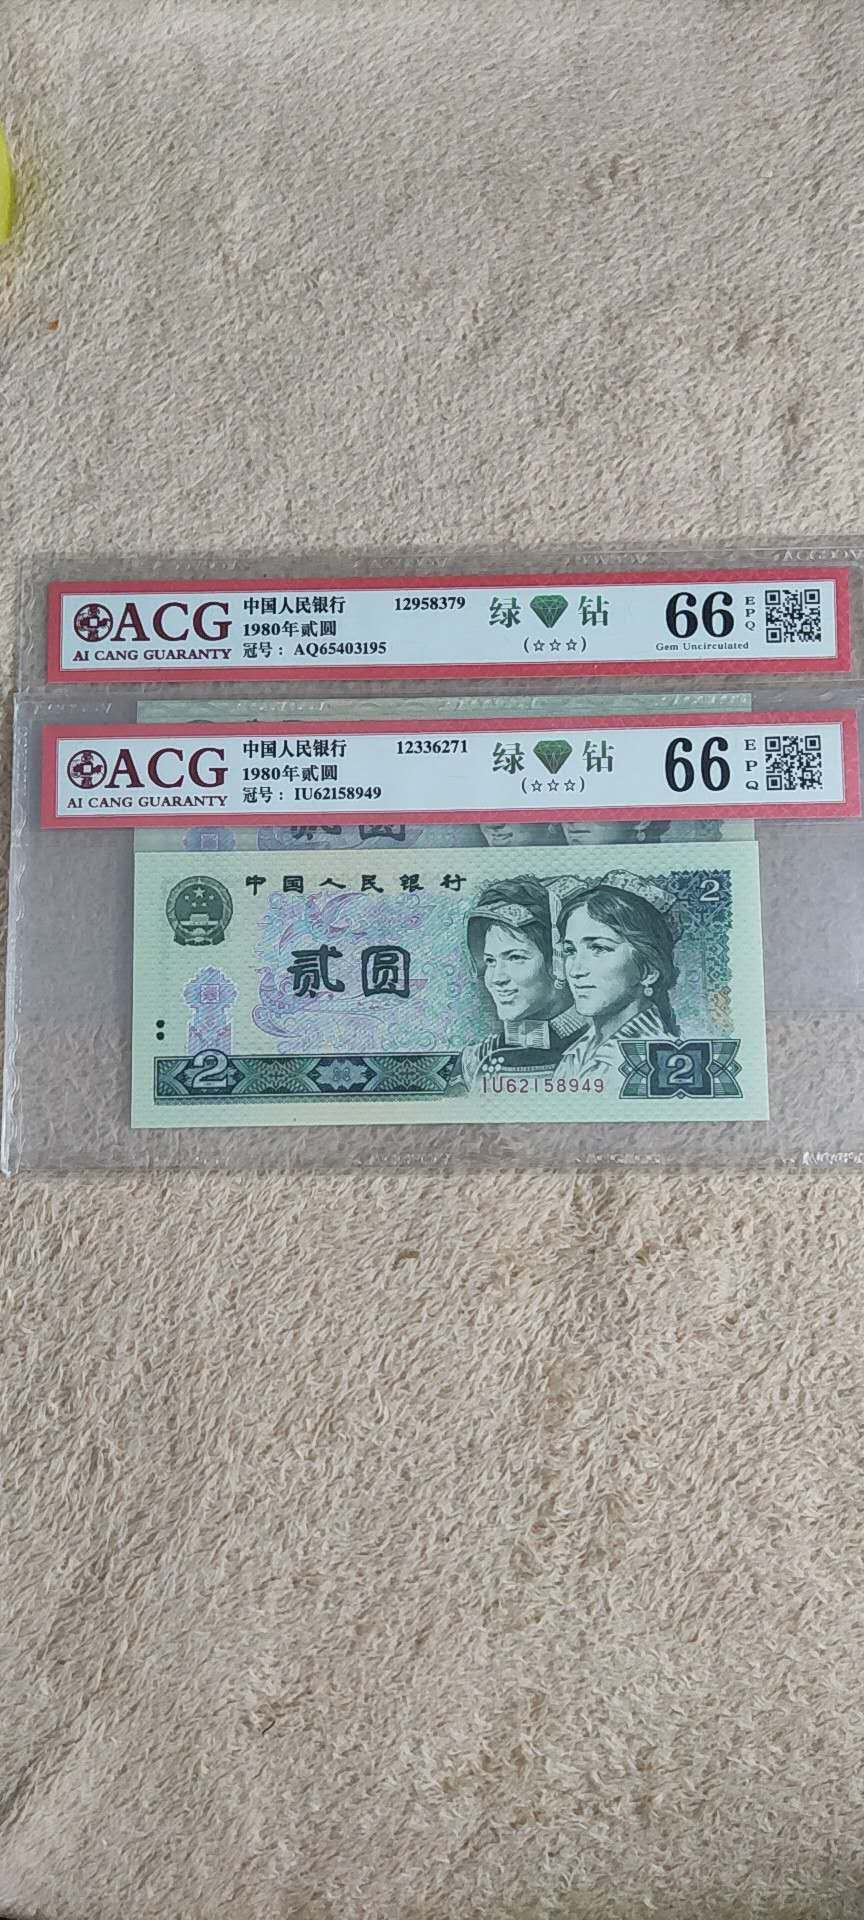 ACG
AI CANG GUARANTY
中国人民银行
1980年贰圆
冠号：AQ65403195
12958379
绿 钻
(☆☆☆)
66
EPQ
Gem Uncirculated
ACG
AI CANG GUARANTY
中国人民银行
1980年贰圆
冠号：IU62158949
12336271
绿 钻
(☆☆☆)
66
EPQ
贰圆
中国人民银行
2
贰圆
2
IU62158949
2